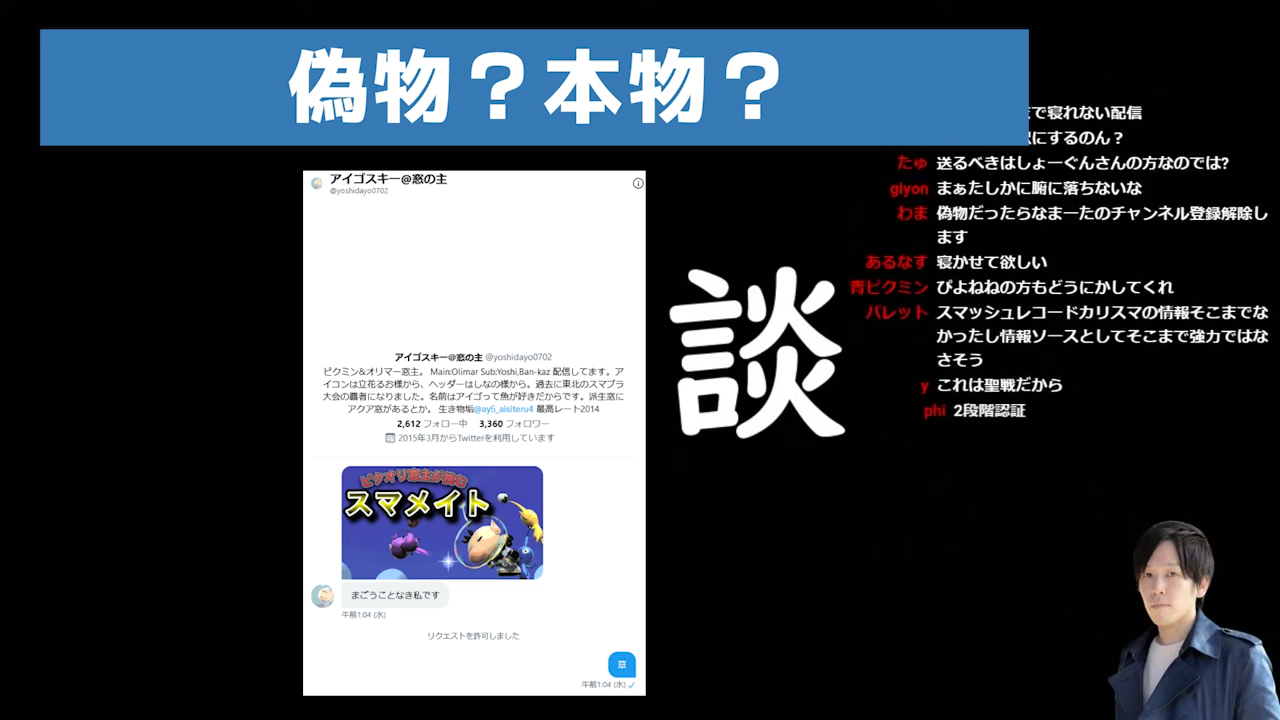 偽物？本物？
アイゴスキー@窓の主
@yoshidayo0702
アイゴスキー@窓の主 @yoshidayo0702
ピクミン&オリマー窓主。 Main:Olimar Sub:Yoshi,Ban-kaz 配信してます。ア
イコンは立花るお様から、ヘッダーはしなの様から。過去に東北のスマブラ
大会の覇者になりました。名前はアイゴって魚が好きだからです。派生窓に
アクア窓があるとか。 生き物垢@ay5_aisiteru4 最高レート2014
2,612 フォロー中 3,360 フォロワー
2015年3月からTwitterを利用しています
ピクオリ窓主が挑む
スマメイト
まごうことなき私です
午前1:04 (水)
リクエストを許可しました
草
午前1:04 (水)
談
で寝れない配信
にするのん？
たゅ 送るべきはしょーぐんさんの方なのでは?
giyon まぁたしかに腑に落ちないな
わま 偽物だったらなまーたのチャンネル登録解除し
ます
あるなす 寝かせて欲しい
青ピクミン ぴよねねの方もどうにかしてくれ
パレット スマッシュレコードカリスマの情報そこまでな
かったし情報ソースとしてそこまで強力ではな
さそう
y これは聖戦だから
phi 2段階認証